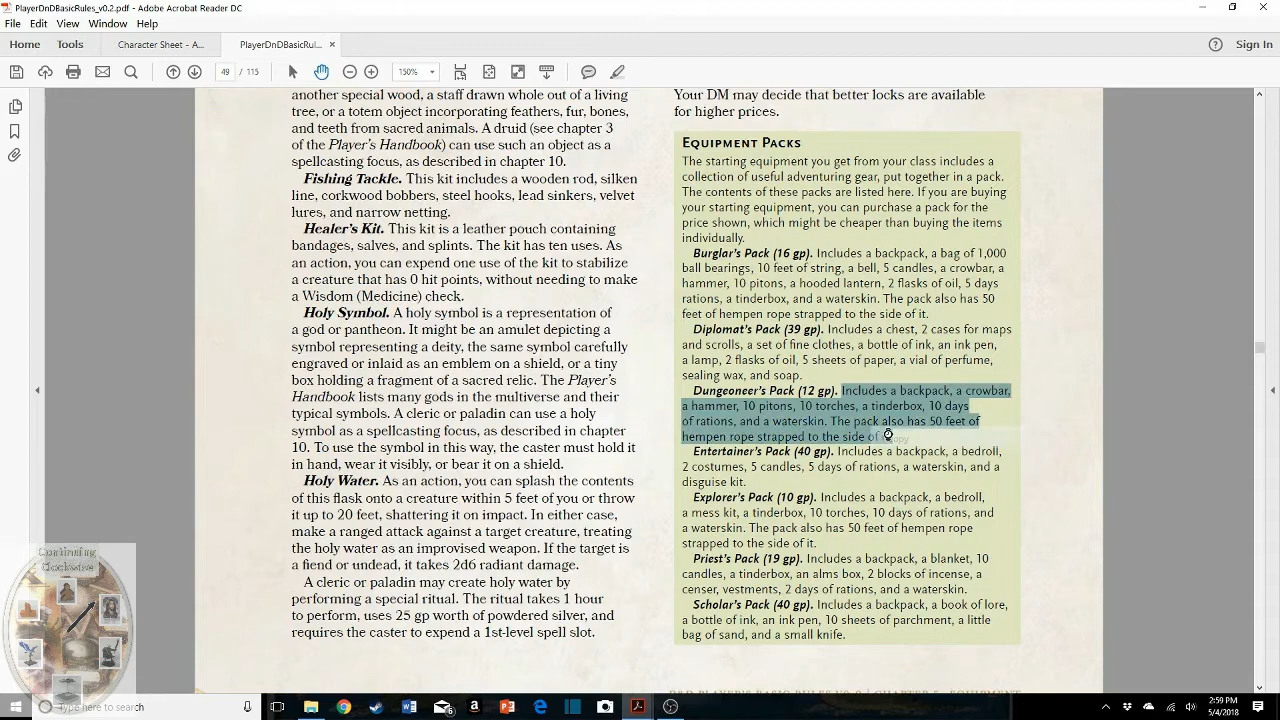 PlayerDnDBasicRules_v0.2.pdf - Adobe Acrobat Reader DC
File Edit View Window Help
Home Tools Character Sheet - A... PlayerDnDBasicRul... ×
Sign In
49 / 115 150%
another special wood, a staff drawn whole out of a living
tree, or a totem object incorporating feathers, fur, bones,
and teeth from sacred animals. A druid (see chapter 3
of the Player's Handbook) can use such an object as a
spellcasting focus, as described in chapter 10.
Fishing Tackle. This kit includes a wooden rod, silken
line, corkwood bobbers, steel hooks, lead sinkers, velvet
lures, and narrow netting.
Healer's Kit. This kit is a leather pouch containing
bandages, salves, and splints. The kit has ten uses. As
an action, you can expend one use of the kit to stabilize
a creature that has 0 hit points, without needing to make
a Wisdom (Medicine) check.
Holy Symbol. A holy symbol is a representation of
a god or pantheon. It might be an amulet depicting a
symbol representing a deity, the same symbol carefully
engraved or inlaid as an emblem on a shield, or a tiny
box holding a fragment of a sacred relic. The Player's
Handbook lists many gods in the multiverse and their
typical symbols. A cleric or paladin can use a holy
symbol as a spellcasting focus, as described in chapter
10. To use the symbol in this way, the caster must hold it
in hand, wear it visibly, or bear it on a shield.
Holy Water. As an action, you can splash the contents
of this flask onto a creature within 5 feet of you or throw
it up to 20 feet, shattering it on impact. In either case,
make a ranged attack against a target creature, treating
the holy water as an improvised weapon. If the target is
a fiend or undead, it takes 2d6 radiant damage.
A cleric or paladin may create holy water by
performing a special ritual. The ritual takes 1 hour
to perform, uses 25 gp worth of powdered silver, and
requires the caster to expend a 1st-level spell slot.
Your DM may decide that better locks are available
for higher prices.
Equipment Packs
The starting equipment you get from your class includes a
collection of useful adventuring gear, put together in a pack.
The contents of these packs are listed here. If you are buying
your starting equipment, you can purchase a pack for the
price shown, which might be cheaper than buying the items
individually.
Burglar's Pack (16 gp). Includes a backpack, a bag of 1,000
ball bearings, 10 feet of string, a bell, 5 candles, a crowbar, a
hammer, 10 pitons, a hooded lantern, 2 flasks of oil, 5 days
rations, a tinderbox, and a waterskin. The pack also has 50
feet of hempen rope strapped to the side of it.
Diplomat's Pack (39 gp). Includes a chest, 2 cases for maps
and scrolls, a set of fine clothes, a bottle of ink, an ink pen,
a lamp, 2 flasks of oil, 5 sheets of paper, a vial of perfume,
sealing wax, and soap.
Dungeoneer's Pack (12 gp). Includes a backpack, a crowbar,
a hammer, 10 pitons, 10 torches, a tinderbox, 10 days
of rations, and a waterskin. The pack also has 50 feet of
hempen rope strapped to the side of
Entertainer's Pack (40 gp). Includes a backpack, a bedroll,
2 costumes, 5 candles, 5 days of rations, a waterskin, and a
disguise kit.
Explorer's Pack (10 gp). Includes a backpack, a bedroll,
a mess kit, a tinderbox, 10 torches, 10 days of rations, and
a waterskin. The pack also has 50 feet of hempen rope
strapped to the side of it.
Priest's Pack (19 gp). Includes a backpack, a blanket, 10
candles, a tinderbox, an alms box, 2 blocks of incense, a
censer, vestments, 2 days of rations, and a waterskin.
Scholar's Pack (40 gp). Includes a backpack, a book of lore,
a bottle of ink, an ink pen, 10 sheets of parchment, a little
bag of sand, and a small knife.
Continuing
Clockwise
Type here to search
2:59 PM
5/4/2018